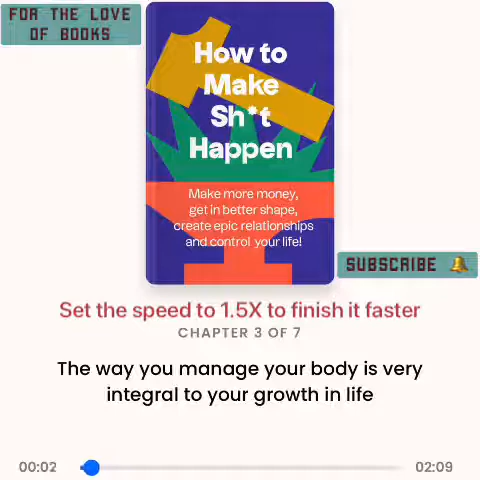 FOR THE LOVE
OF BOOKS
How to
Make
Sh*t
Happen
Make more money,
get in better shape,
create epic relationships
and control your life!
SUBSCRIBE
Set the speed to 1.5X to finish it faster
CHAPTER 3 OF 7
The way you manage your body is very
integral to your growth in life
00:02
02:09